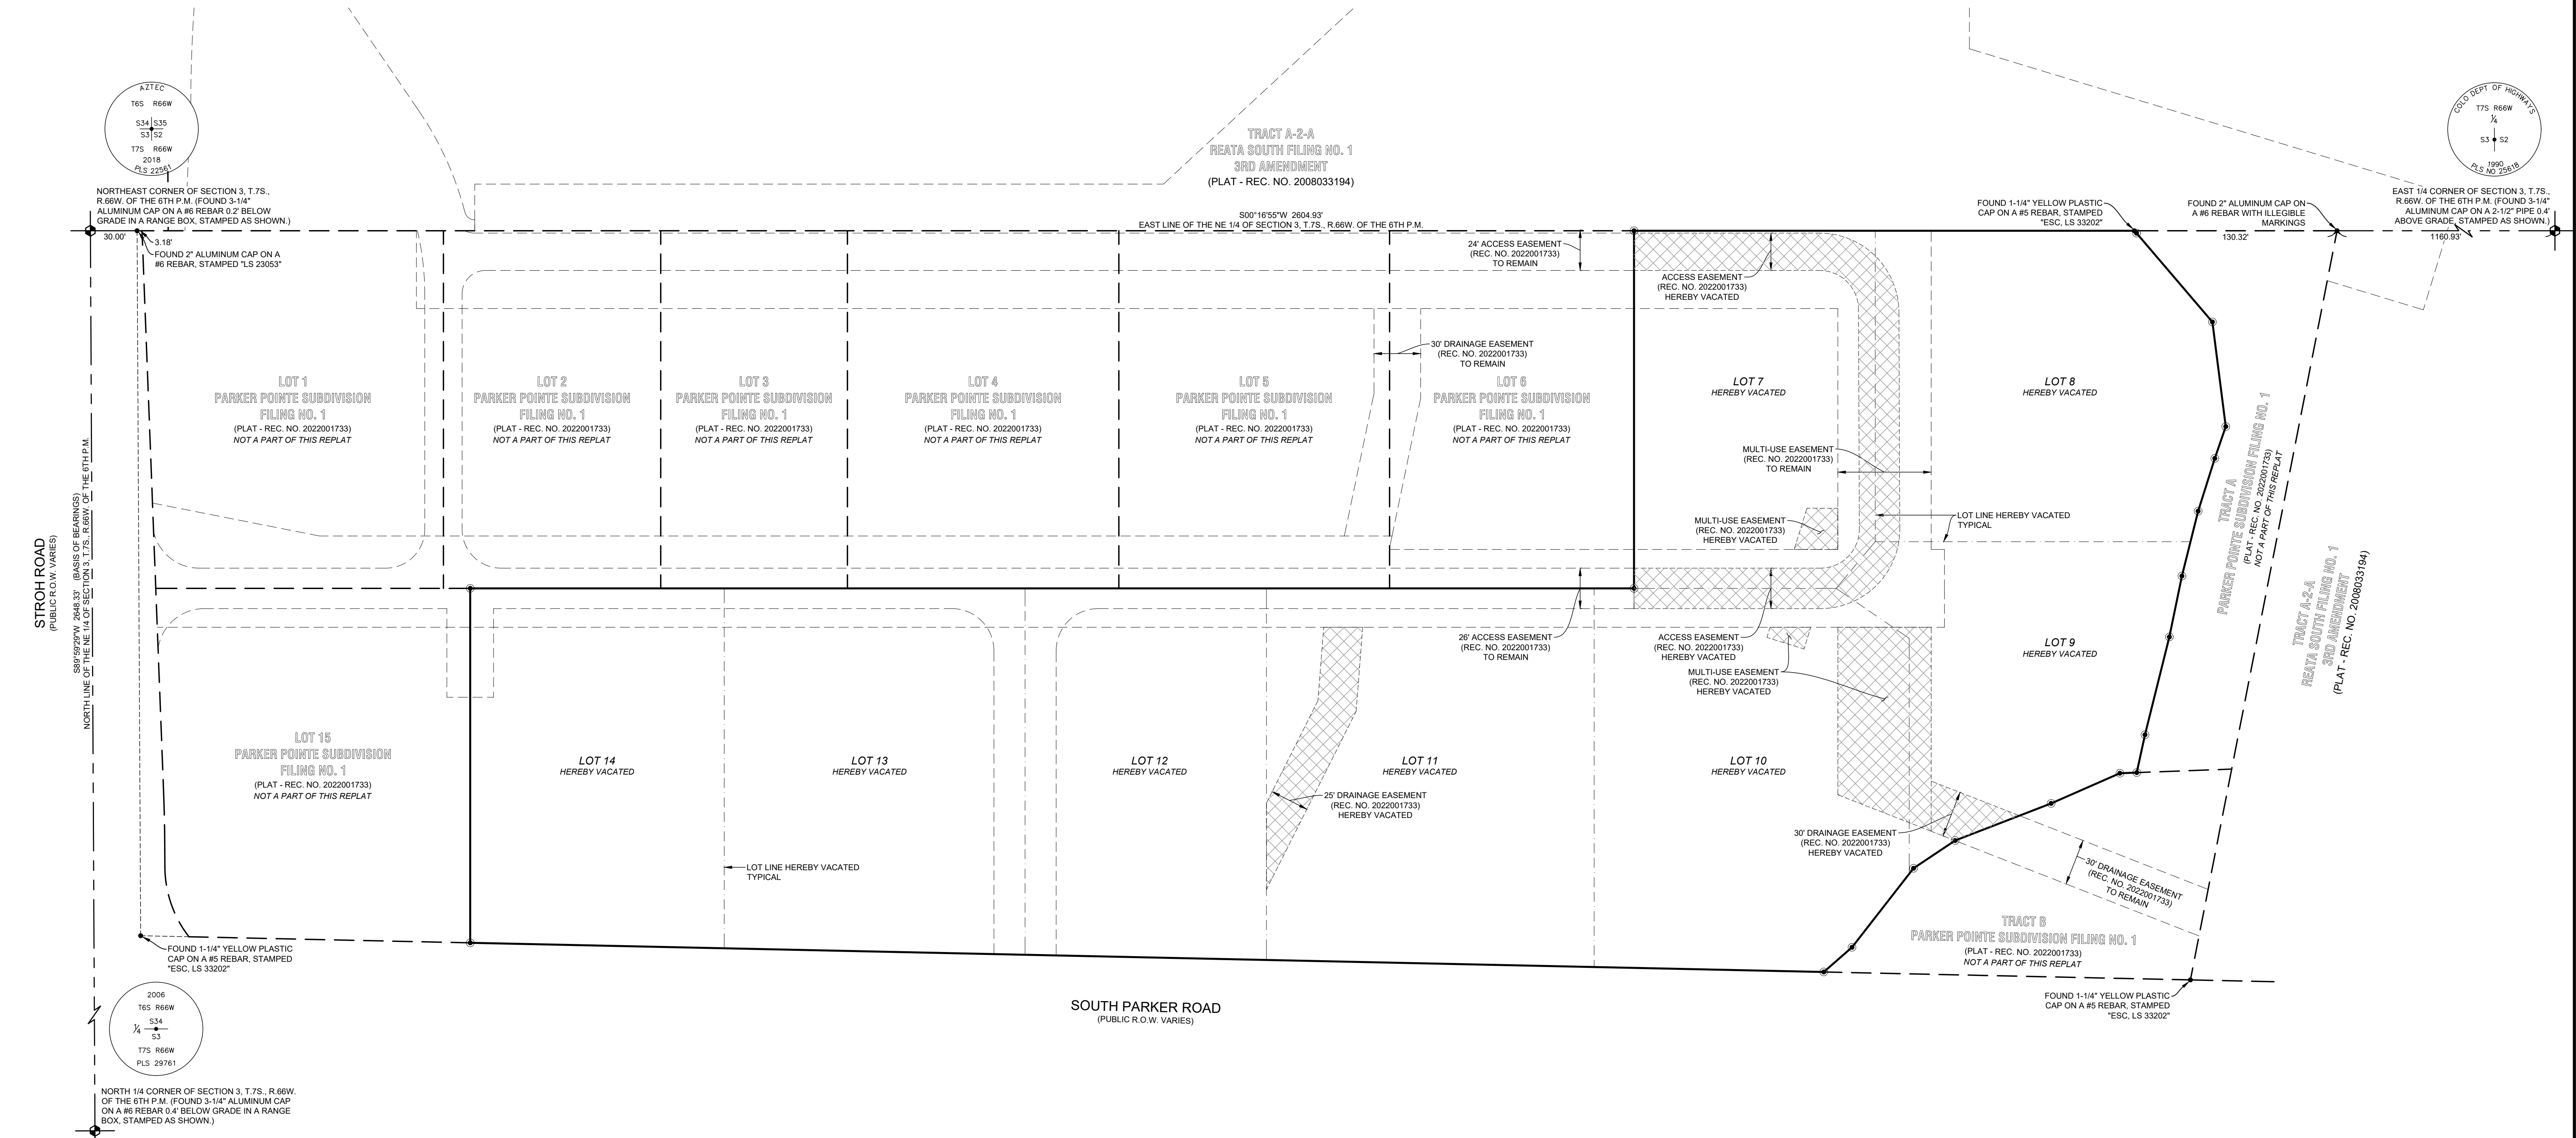 AZTEC
T6S R66W
S34 S35
S3 S2
T7S R66W
2018
PLS 22561
NORTHEAST CORNER OF SECTION 3, T.7S.,
R.66W. OF THE 6TH P.M. (FOUND 3-1/4"
ALUMINUM CAP ON A #6 REBAR 0.2' BELOW
GRADE IN A RANGE BOX, STAMPED AS SHOWN.)
30.00'
3.18'
FOUND 2" ALUMINUM CAP ON A
#6 REBAR, STAMPED "LS 23053"
TRACT A-2-A
REATA SOUTH FILING NO. 1
3RD AMENDMENT
(PLAT - REC. NO. 2008033194)
S00°16'55"W 2604.93'
EAST LINE OF THE NE 1/4 OF SECTION 3, T.7S., R.66W. OF THE 6TH P.M.
COLO DEPT OF HIGHWAYS
T7S R66W
1/4
S3 S2
1990
PLS NO 25618
EAST 1/4 CORNER OF SECTION 3, T.7S.,
R.66W. OF THE 6TH P.M. (FOUND 3-1/4"
ALUMINUM CAP ON A 2-1/2" PIPE 0.4'
ABOVE GRADE, STAMPED AS SHOWN.)
FOUND 1-1/4" YELLOW PLASTIC
CAP ON A #5 REBAR, STAMPED
"ESC, LS 33202"
FOUND 2" ALUMINUM CAP ON
A #6 REBAR WITH ILLEGIBLE
MARKINGS
130.32'
1160.93'
24' ACCESS EASEMENT
(REC. NO. 2022001733)
TO REMAIN
ACCESS EASEMENT
(REC. NO. 2022001733)
HEREBY VACATED
30' DRAINAGE EASEMENT
(REC. NO. 2022001733)
TO REMAIN
LOT 1
PARKER POINTE SUBDIVISION
FILING NO. 1
(PLAT - REC. NO. 2022001733)
NOT A PART OF THIS REPLAT
LOT 2
PARKER POINTE SUBDIVISION
FILING NO. 1
(PLAT - REC. NO. 2022001733)
NOT A PART OF THIS REPLAT
LOT 3
PARKER POINTE SUBDIVISION
FILING NO. 1
(PLAT - REC. NO. 2022001733)
NOT A PART OF THIS REPLAT
LOT 4
PARKER POINTE SUBDIVISION
FILING NO. 1
(PLAT - REC. NO. 2022001733)
NOT A PART OF THIS REPLAT
LOT 5
PARKER POINTE SUBDIVISION
FILING NO. 1
(PLAT - REC. NO. 2022001733)
NOT A PART OF THIS REPLAT
LOT 6
PARKER POINTE SUBDIVISION
FILING NO. 1
(PLAT - REC. NO. 2022001733)
NOT A PART OF THIS REPLAT
LOT 7
HEREBY VACATED
LOT 8
HEREBY VACATED
MULTI-USE EASEMENT
(REC. NO. 2022001733)
TO REMAIN
MULTI-USE EASEMENT
(REC. NO. 2022001733)
HEREBY VACATED
LOT LINE HEREBY VACATED
TYPICAL
TRACT A
PARKER POINTE SUBDIVISION FILING NO. 1
(PLAT - REC. NO. 2022001733)
NOT A PART OF THIS REPLAT
TRACT A-2-A
REATA SOUTH FILING NO. 1
3RD AMENDMENT
(PLAT - REC. NO. 2008033194)
STROH ROAD
(PUBLIC R.O.W. VARIES)
S89°59'29"W 2648.33' (BASIS OF BEARINGS)
NORTH LINE OF THE NE 1/4 OF SECTION 3, T.7S., R.66W. OF THE 6TH P.M.
26' ACCESS EASEMENT
(REC. NO. 2022001733)
TO REMAIN
ACCESS EASEMENT
(REC. NO. 2022001733)
HEREBY VACATED
MULTI-USE EASEMENT
(REC. NO. 2022001733)
HEREBY VACATED
LOT 9
HEREBY VACATED
LOT 15
PARKER POINTE SUBDIVISION
FILING NO. 1
(PLAT - REC. NO. 2022001733)
NOT A PART OF THIS REPLAT
LOT 14
HEREBY VACATED
LOT 13
HEREBY VACATED
LOT 12
HEREBY VACATED
LOT 11
HEREBY VACATED
LOT 10
HEREBY VACATED
25' DRAINAGE EASEMENT
(REC. NO. 2022001733)
HEREBY VACATED
30' DRAINAGE EASEMENT
(REC. NO. 2022001733)
HEREBY VACATED
30' DRAINAGE EASEMENT
(REC. NO. 2022001733)
TO REMAIN
LOT LINE HEREBY VACATED
TYPICAL
TRACT B
PARKER POINTE SUBDIVISION FILING NO. 1
(PLAT - REC. NO. 2022001733)
NOT A PART OF THIS REPLAT
FOUND 1-1/4" YELLOW PLASTIC
CAP ON A #5 REBAR, STAMPED
"ESC, LS 33202"
FOUND 1-1/4" YELLOW PLASTIC
CAP ON A #5 REBAR, STAMPED
"ESC, LS 33202"
SOUTH PARKER ROAD
(PUBLIC R.O.W. VARIES)
2006
T6S R66W
S34
1/4
S3
T7S R66W
PLS 29761
NORTH 1/4 CORNER OF SECTION 3, T.7S., R.66W.
OF THE 6TH P.M. (FOUND 3-1/4" ALUMINUM CAP
ON A #6 REBAR 0.4' BELOW GRADE IN A RANGE
BOX, STAMPED AS SHOWN.)